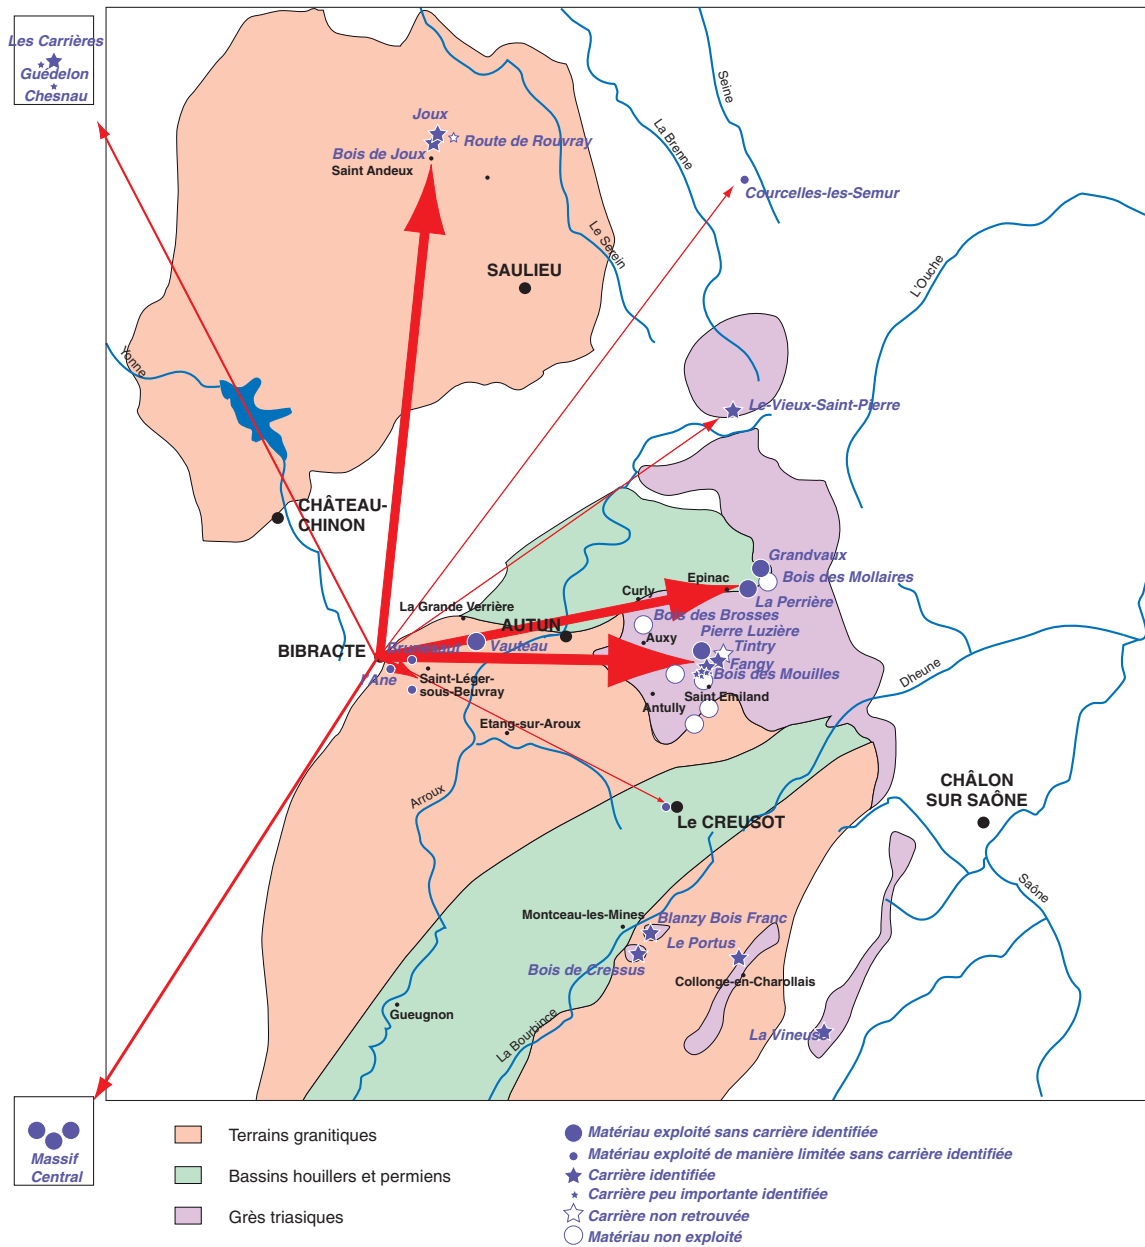 Les Carrières
Guédelon
Chesnau
Joux
Route de Rouvray
Bois de Joux
Saint Andeux
Seine
La Brenne
Courcelles-les-Semur
Le Serein
SAULIEU
L'Ouche
Yonne
Le-Vieux-Saint-Pierre
CHÂTEAU-
CHINON
Grandvaux
Epinac
Bois des Mollaires
Curly
La Perrière
La Grande Verrière
Bois des Brosses
AUTUN
Pierre Luzière
Auxy
Tintry
BIBRACTE
Brunesaut
Vauteau
Fangy
l'Ane
Saint-Léger-
sous-Beuvray
Bois des Mouilles
Saint Emiland
Antully
Dheune
Etang-sur-Aroux
Arroux
CHÂLON
SUR SAÔNE
Le CREUSOT
Saône
Montceau-les-Mines
Blanzy Bois Franc
Le Portus
Bois de Cressus
Collonge-en-Charollais
Gueugnon
La Bourbince
La Vineuse
Massif
Central
Terrains granitiques
Bassins houillers et permiens
Grès triasiques
Matériau exploité sans carrière identifiée
Matériau exploité de manière limitée sans carrière identifiée
Carrière identifiée
Carrière peu importante identifiée
Carrière non retrouvée
Matériau non exploité